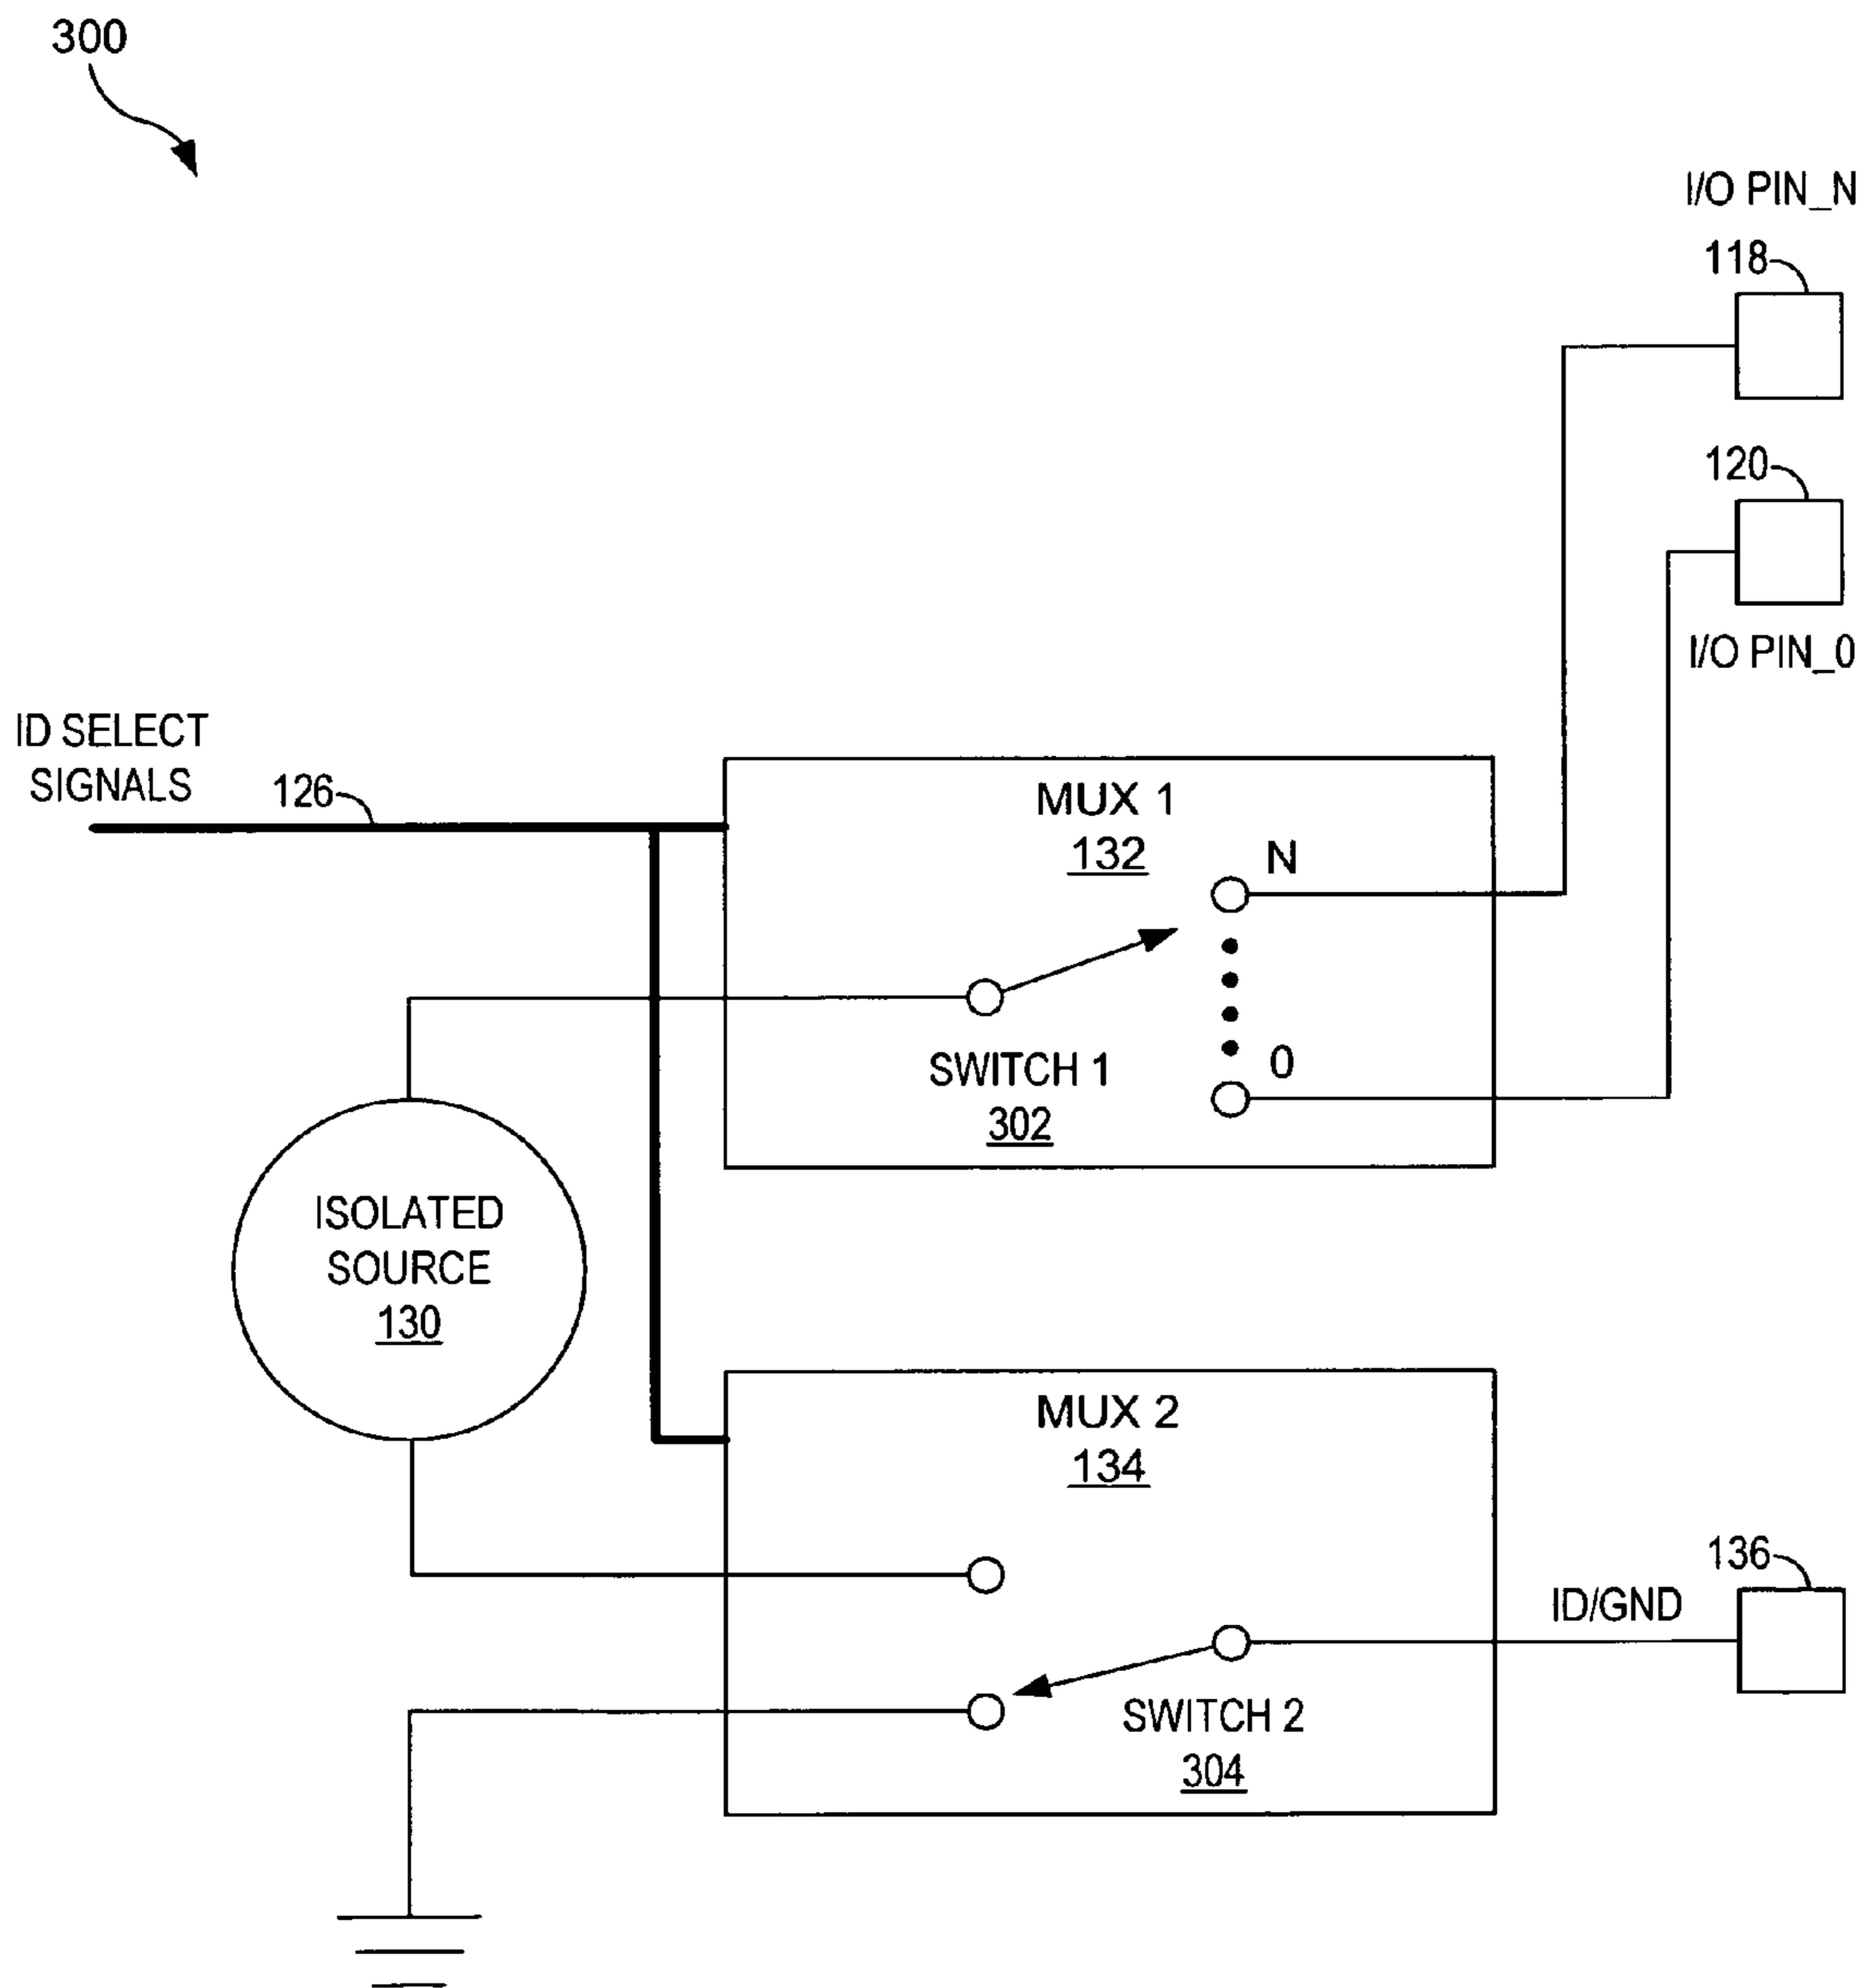 300
I/O PIN_N
118
120
I/O PIN_0
ID SELECT
SIGNALS
126
MUX 1
132
N
SWITCH 1
302
0
ISOLATED
SOURCE
130
MUX 2
134
136
ID/GND
SWITCH 2
304